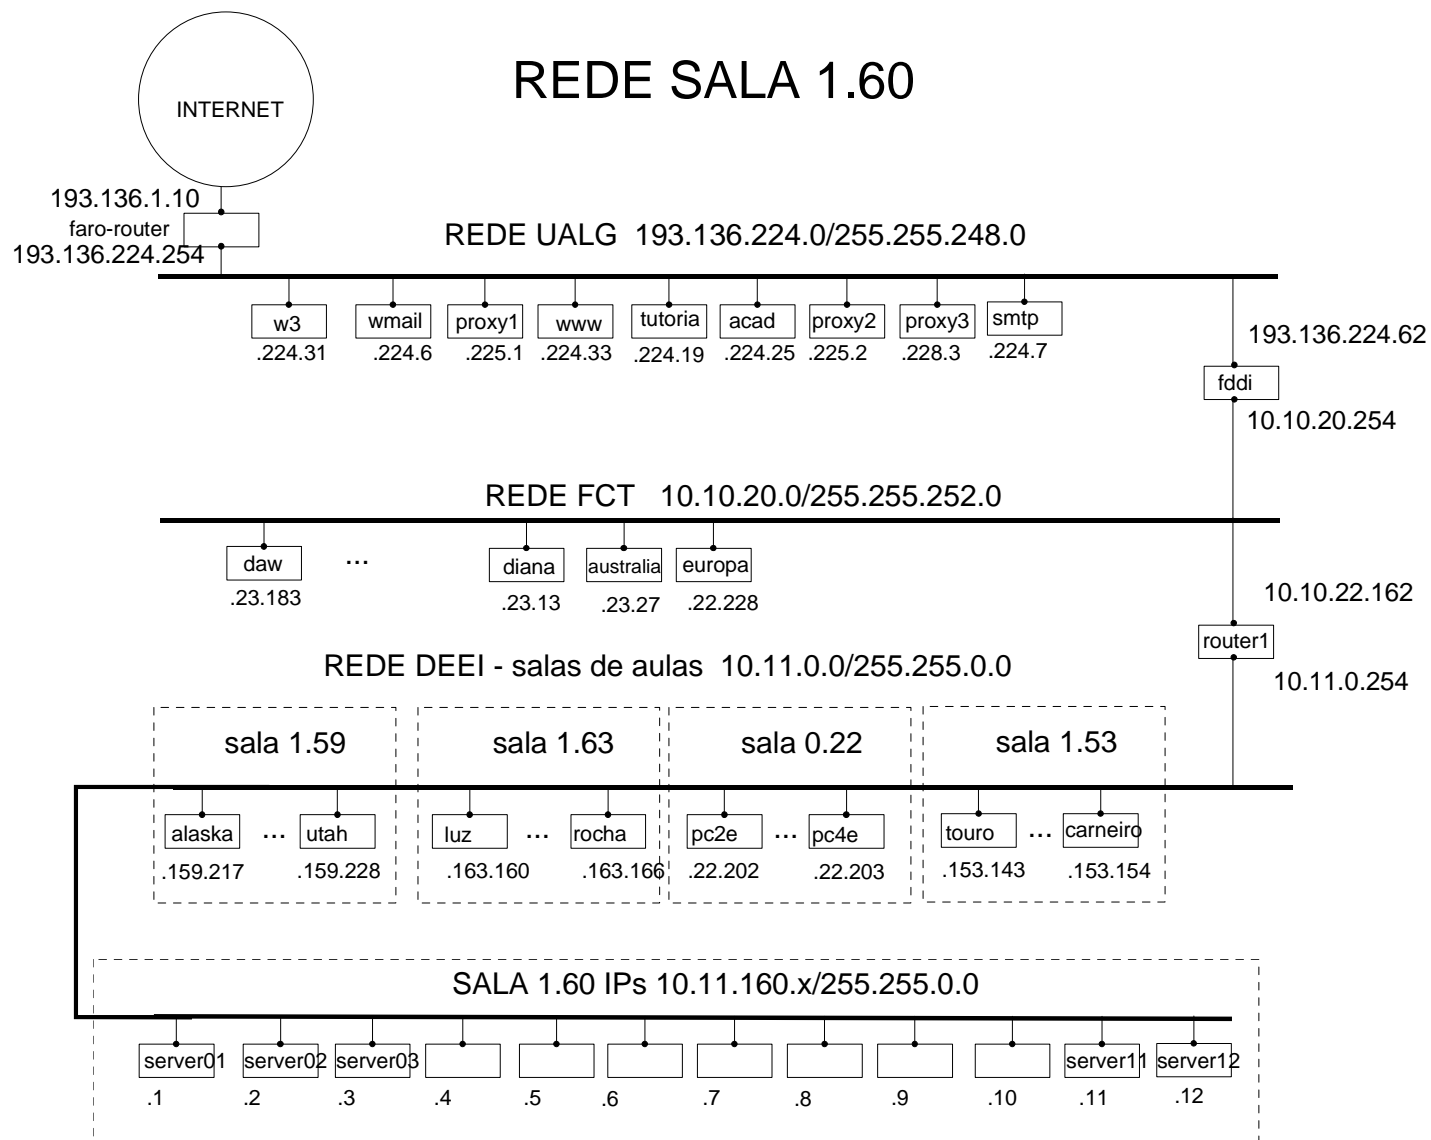 REDE SALA 1.60
INTERNET
193.136.1.10
faro-router
193.136.224.254
REDE UALG 193.136.224.0/255.255.248.0
w3 wmail proxy1 www tutoria acad proxy2 proxy3 smtp
.224.31 .224.6 .225.1 .224.33 .224.19 .224.25 .225.2 .228.3 .224.7
193.136.224.62
fddi
10.10.20.254
REDE FCT 10.10.20.0/255.255.252.0
daw ... diana australia europa
.23.183 .23.13 .23.27 .22.228
10.10.22.162
router1
10.11.0.254
REDE DEEI - salas de aulas 10.11.0.0/255.255.0.0
sala 1.59 sala 1.63 sala 0.22 sala 1.53
alaska ... utah luz ... rocha pc2e ... pc4e touro ... carneiro
.159.217 .159.228 .163.160 .163.166 .22.202 .22.203 .153.143 .153.154
SALA 1.60 IPs 10.11.160.x/255.255.0.0
server01 server02 server03 server11 server12
.1 .2 .3 .4 .5 .6 .7 .8 .9 .10 .11 .12